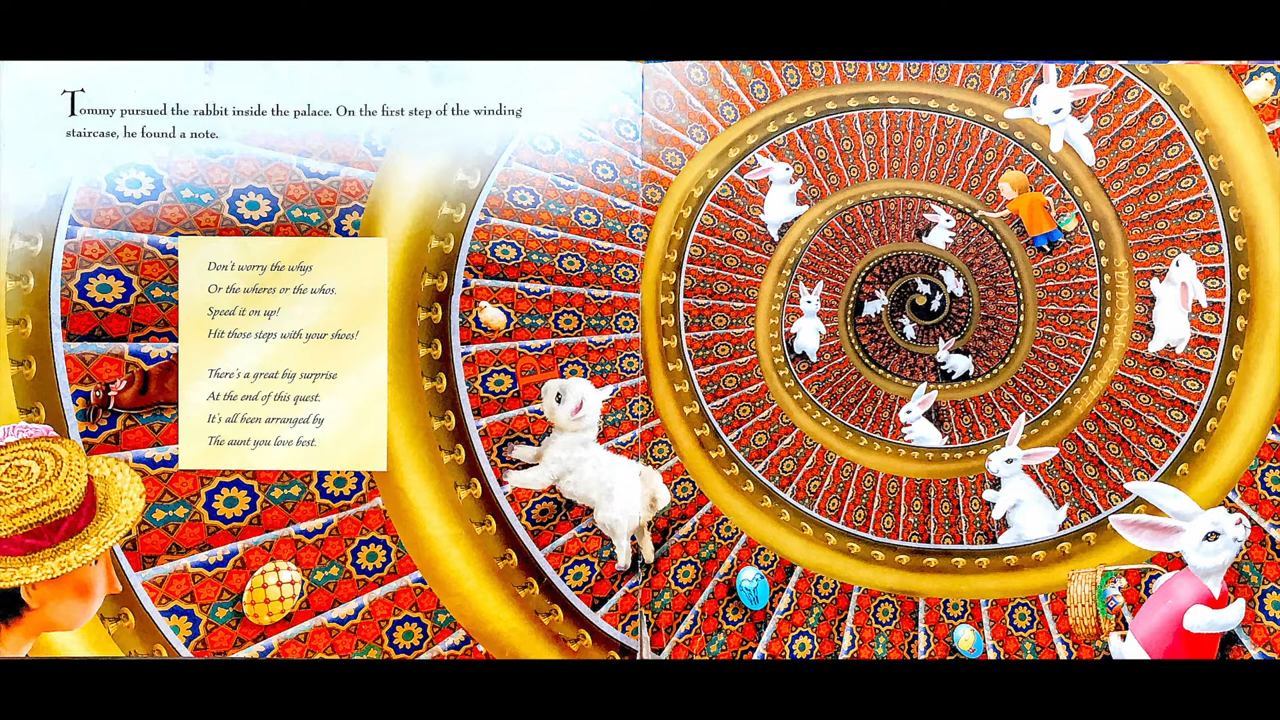 Tommy pursued the rabbit inside the palace. On the first step of the winding
staircase, he found a note.
Don't worry the whys
Or the wheres or the whos.
Speed it on up!
Hit those steps with your shoes!
There's a great big surprise
At the end of this quest.
It's all been arranged by
The aunt you love best.
B
FELICES PASCUAS